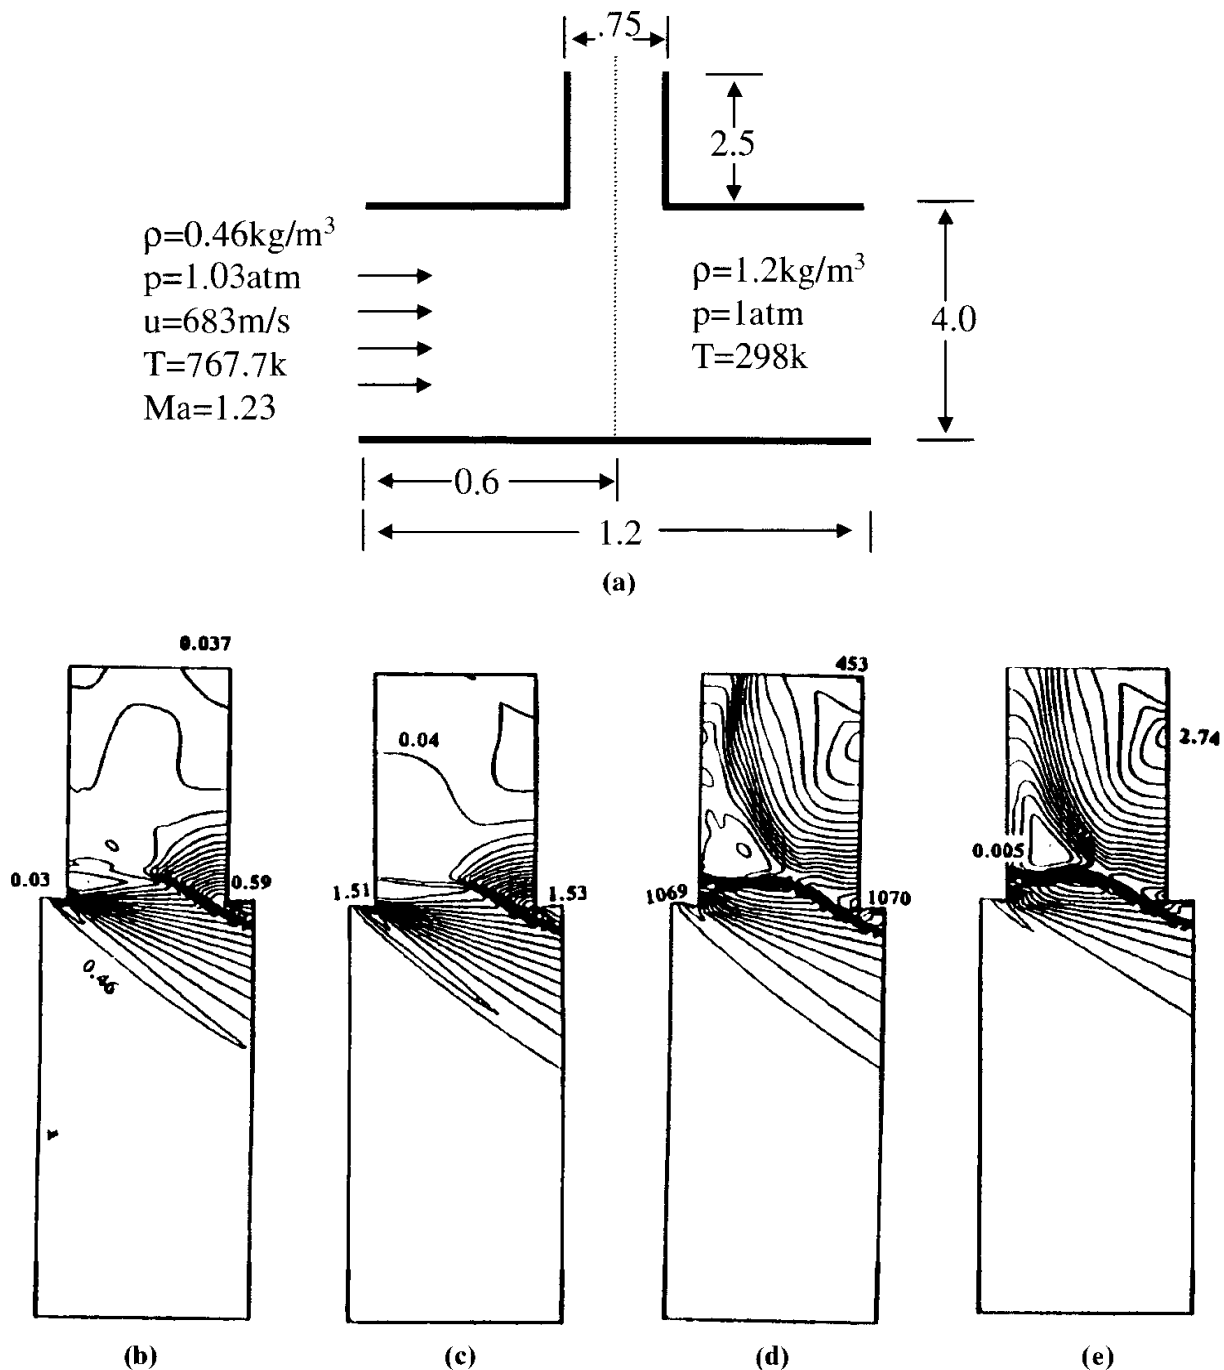 .75
2.5
ρ=0.46kg/m³
p=1.03atm
u=683m/s
T=767.7k
Ma=1.23
ρ=1.2kg/m³
p=1atm
T=298k
4.0
0.6
1.2
(a)
0.037
0.03
0.59
0.46
(b)
0.04
1.51
1.53
(c)
453
1069
1070
(d)
2.74
0.005
(e)